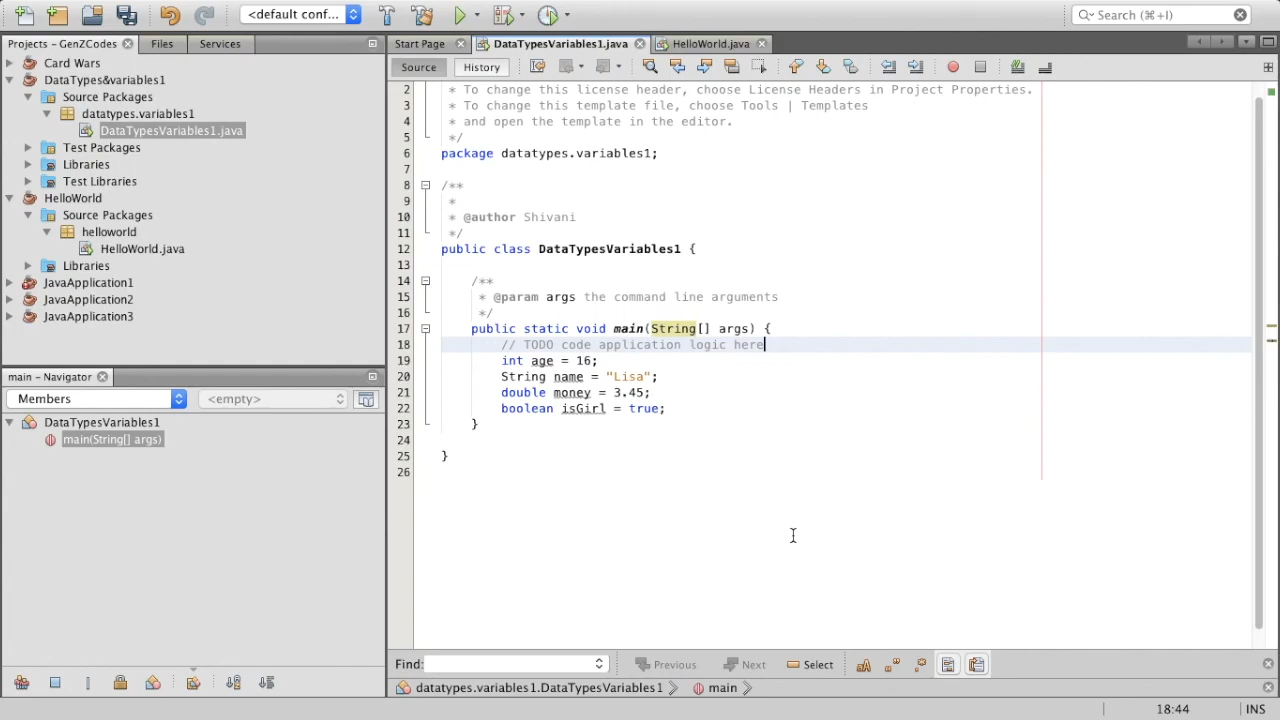 <default conf...
Search (⌘+I)
Projects - GenZCodes
Files
Services
Card Wars
DataTypes&variables1
Source Packages
datatypes.variables1
DataTypesVariables1.java
Test Packages
Libraries
Test Libraries
HelloWorld
Source Packages
helloworld
HelloWorld.java
Libraries
JavaApplication1
JavaApplication2
JavaApplication3
main - Navigator
Members
<empty>
DataTypesVariables1
main(String[] args)
Start Page
DataTypesVariables1.java
HelloWorld.java
Source
History
2 * To change this license header, choose License Headers in Project Properties.
3 * To change this template file, choose Tools | Templates
4 * and open the template in the editor.
5 */
6 package datatypes.variables1;
7
8 /**
9 *
10 * @author Shivani
11 */
12 public class DataTypesVariables1 {
13
14 /**
15 * @param args the command line arguments
16 */
17 public static void main(String[] args) {
18 // TODO code application logic here
19 int age = 16;
20 String name = "Lisa";
21 double money = 3.45;
22 boolean isGirl = true;
23 }
24
25 }
26
Find:
Previous
Next
Select
datatypes.variables1.DataTypesVariables1
main
18:44
INS